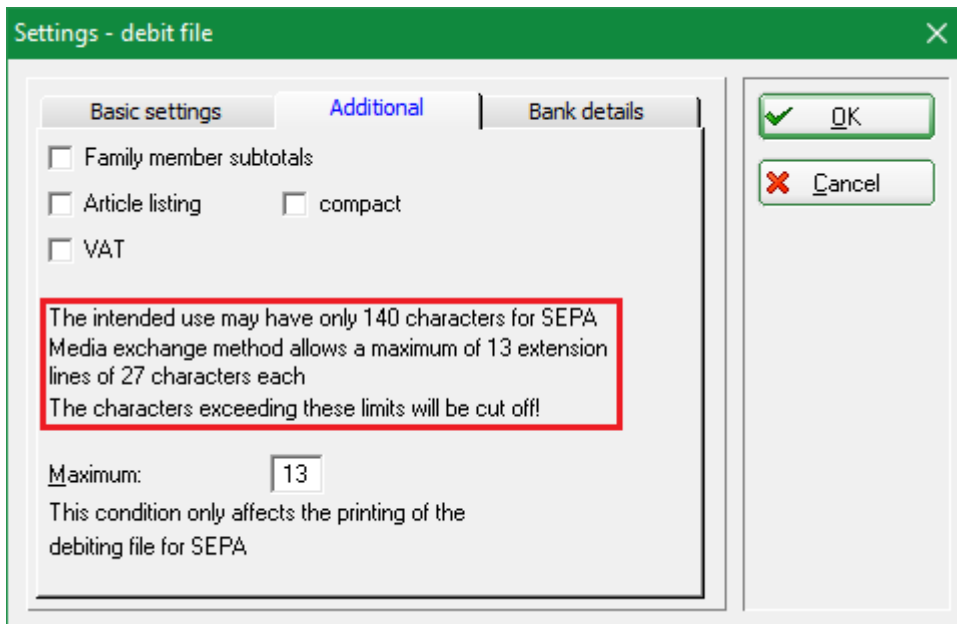 Settings - debit file
Basic settings Additional Bank details
Family member subtotals
Article listing compact
VAT
The intended use may have only 140 characters for SEPA
Media exchange method allows a maximum of 13 extension
lines of 27 characters each
The characters exceeding these limits will be cut off!
Maximum: 13
This condition only affects the printing of the
debiting file for SEPA
OK
Cancel